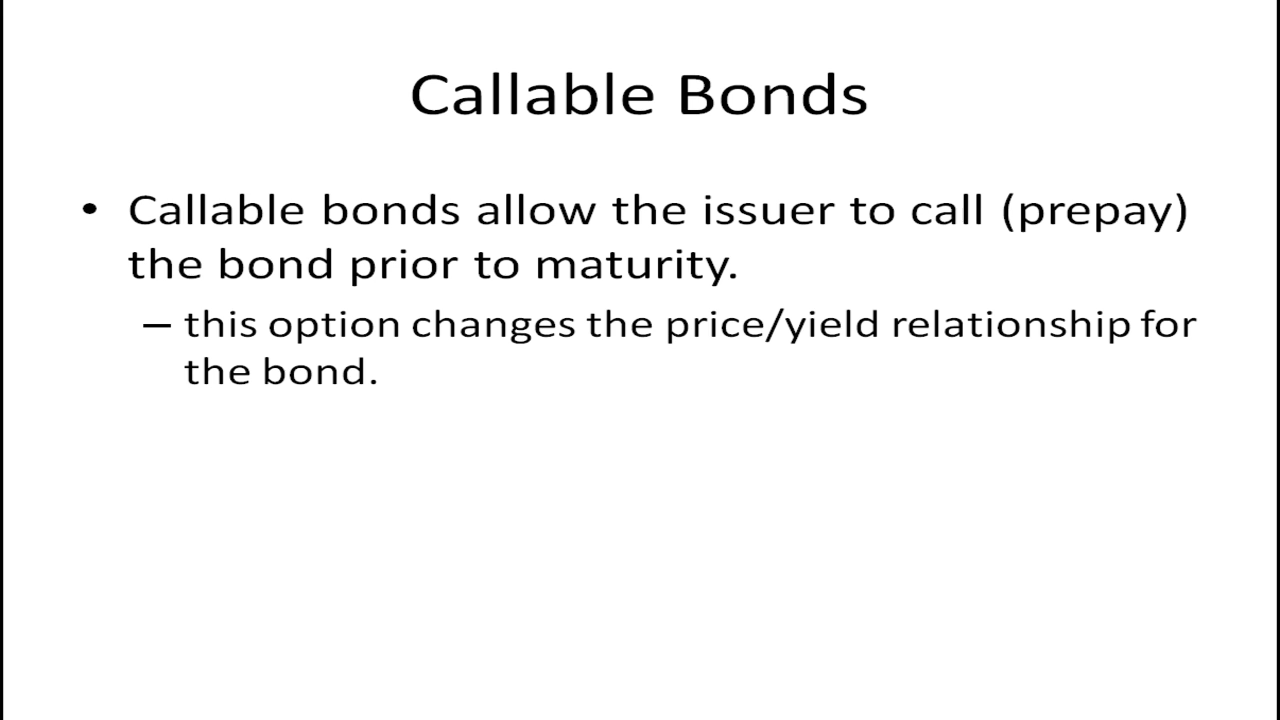 Callable Bonds
• Callable bonds allow the issuer to call (prepay)
the bond prior to maturity.
– this option changes the price/yield relationship for
the bond.